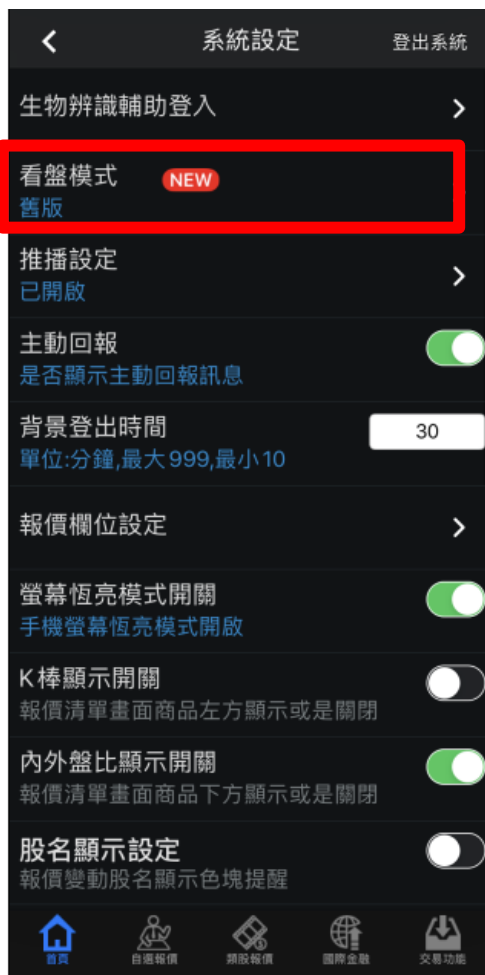 系統設定 登出系統
生物辨識輔助登入
看盤模式 NEW
舊版
推播設定
已開啟
主動回報
是否顯示主動回報訊息
背景登出時間 30
單位:分鐘,最大999,最小10
報價欄位設定
螢幕恆亮模式開關
手機螢幕恆亮模式開啟
K棒顯示開關
報價清單畫面商品左方顯示或是關閉
內外盤比顯示開關
報價清單畫面商品下方顯示或是關閉
股名顯示設定
報價變動股名顯示色塊提醒
首頁 自選報價 類股報價 國際金融 交易功能